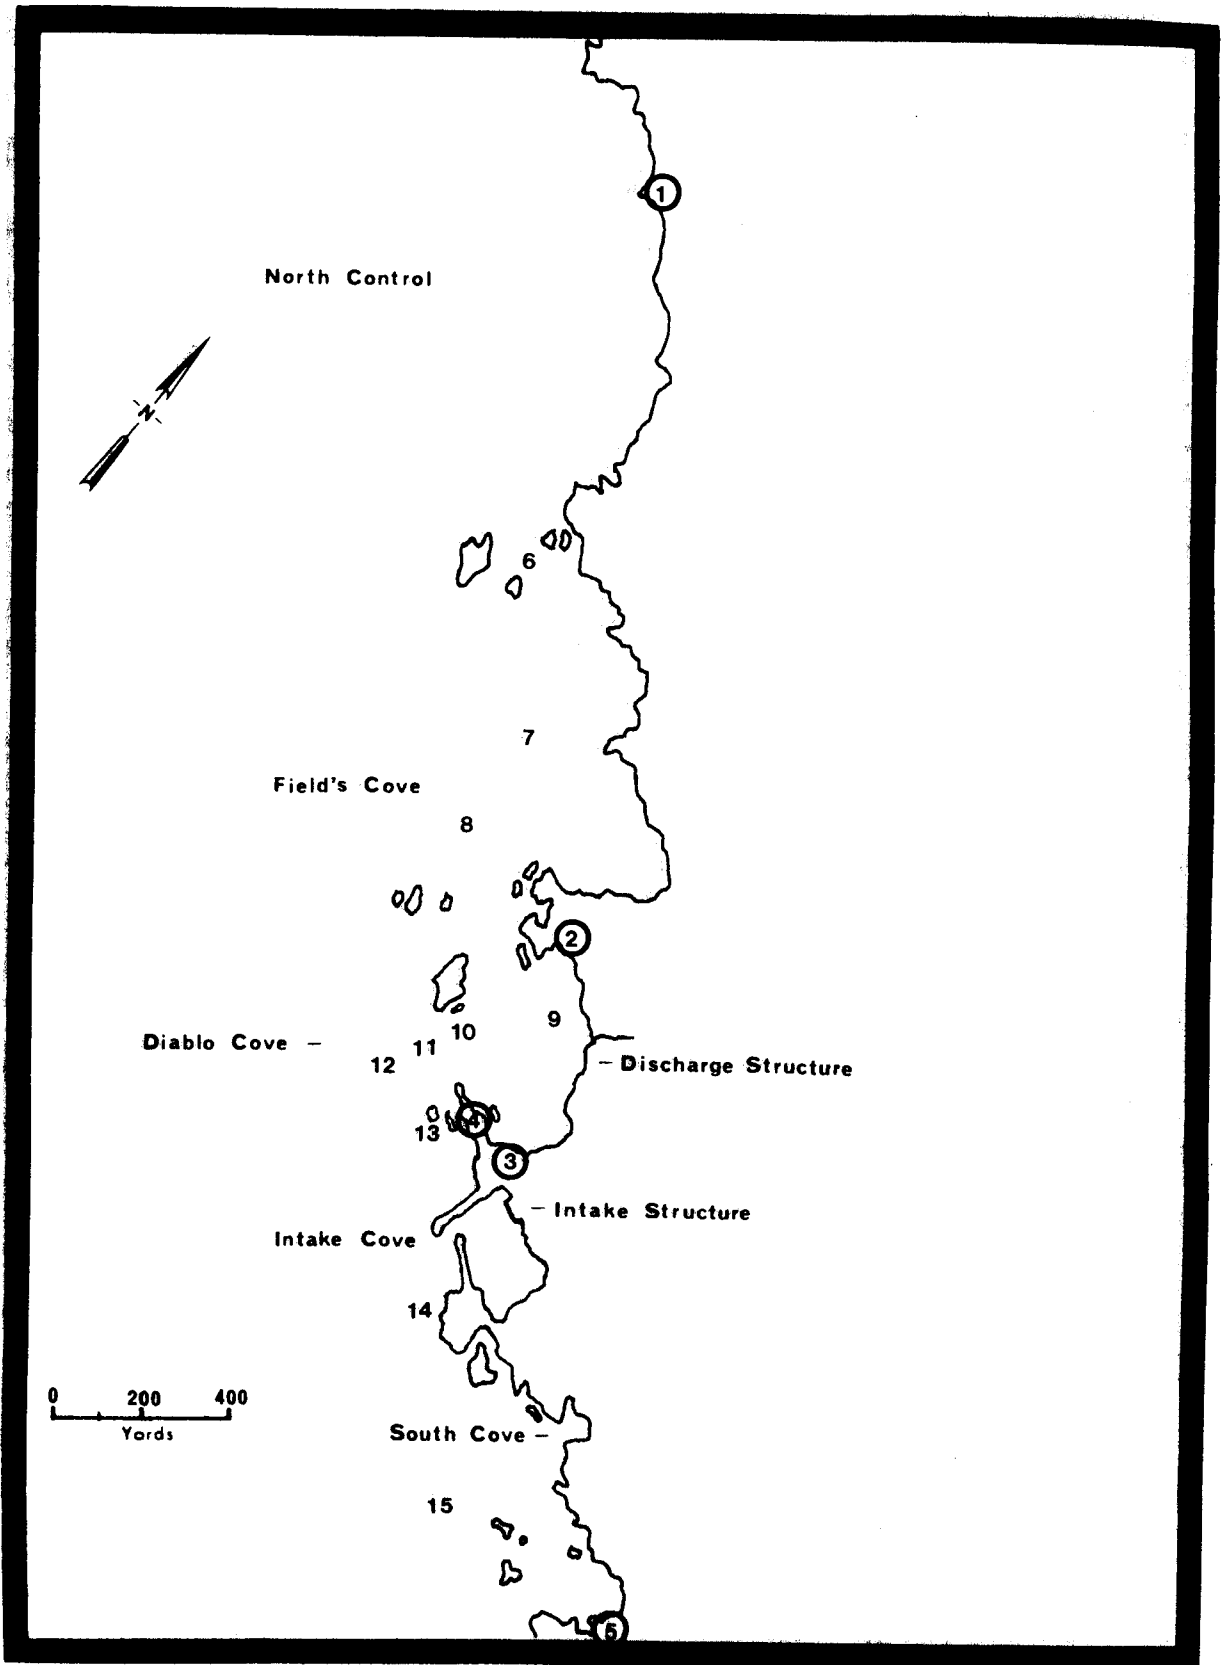 1
North Control
N
6
7
Field's Cove
8
2
9
10
Diablo Cove –
11
12
– Discharge Structure
4
13
3
– Intake Structure
Intake Cove
14
0 200 400
Yards
South Cove –
15
5